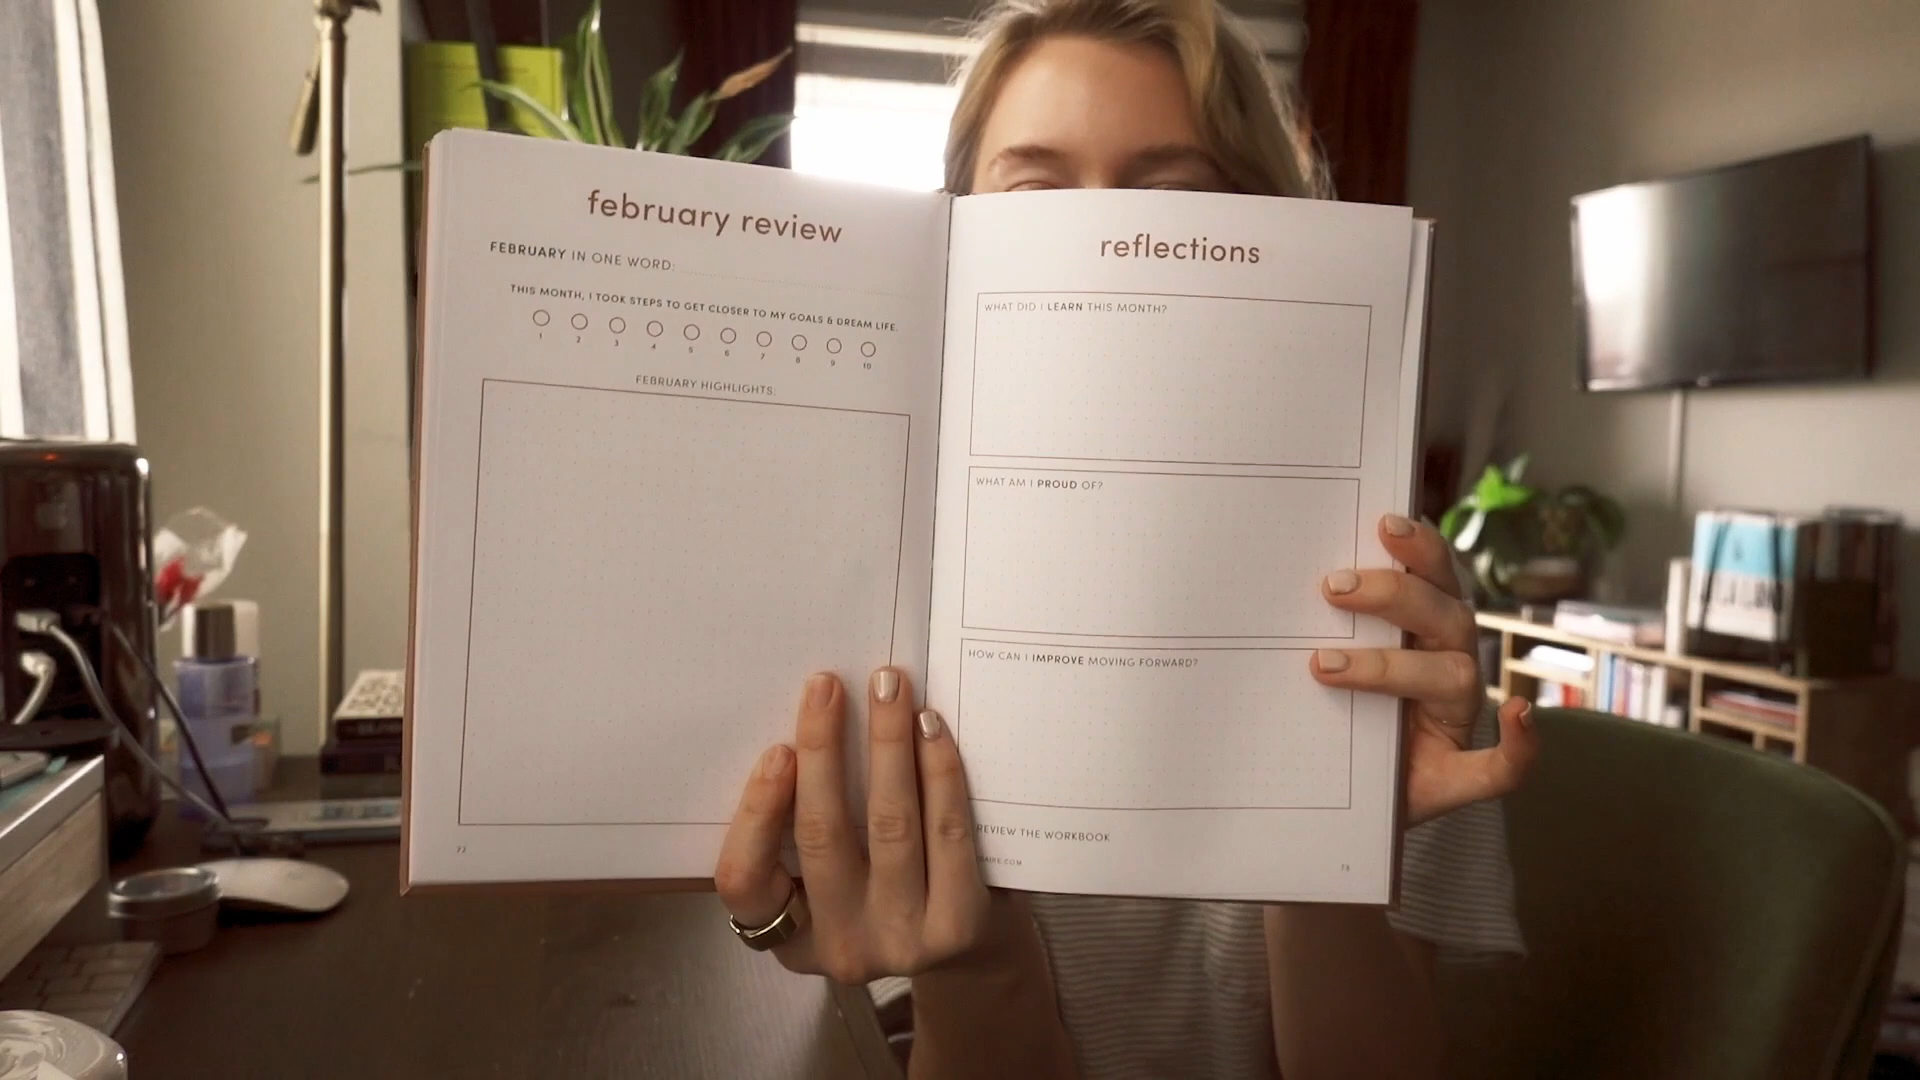 february review
FEBRUARY IN ONE WORD:
THIS MONTH, I TOOK STEPS TO GET CLOSER TO MY GOALS & DREAM LIFE.
1 2 3 4 5 6 7 8 9 10
FEBRUARY HIGHLIGHTS:
72
reflections
WHAT DID I LEARN THIS MONTH?
WHAT AM I PROUD OF?
HOW CAN I IMPROVE MOVING FORWARD?
REVIEW THE WORKBOOK
73